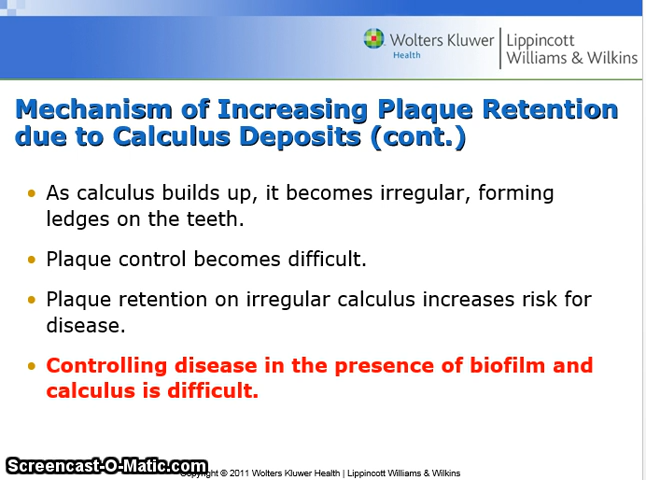 Wolters Kluwer
Health
Lippincott
Williams & Wilkins
Mechanism of Increasing Plaque Retention
due to Calculus Deposits (cont.)
• As calculus builds up, it becomes irregular, forming
ledges on the teeth.
• Plaque control becomes difficult.
• Plaque retention on irregular calculus increases risk for
disease.
• Controlling disease in the presence of biofilm and
calculus is difficult.
Screencast-O-Matic.com
Copyright © 2011 Wolters Kluwer Health | Lippincott Williams & Wilkins